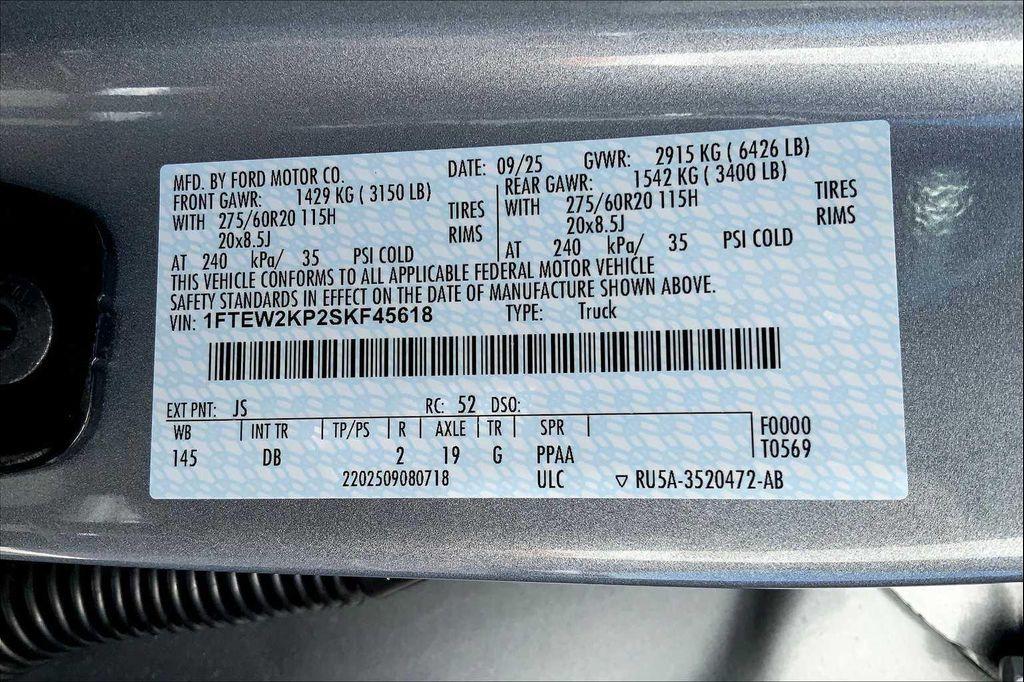 MFD. BY FORD MOTOR CO. DATE: 09/25 GVWR: 2915 KG ( 6426 LB)
FRONT GAWR: 1429 KG ( 3150 LB) REAR GAWR: 1542 KG ( 3400 LB)
WITH 275/60R20 115H TIRES WITH 275/60R20 115H TIRES
20x8.5J RIMS 20x8.5J RIMS
AT 240 kPa/ 35 PSI COLD AT 240 kPa/ 35 PSI COLD
THIS VEHICLE CONFORMS TO ALL APPLICABLE FEDERAL MOTOR VEHICLE
SAFETY STANDARDS IN EFFECT ON THE DATE OF MANUFACTURE SHOWN ABOVE.
VIN: 1FTEW2KP2SKF45618 TYPE: Truck
EXT PNT: JS RC: 52 DSO:
WB INT TR TP/PS R AXLE TR SPR F0000
145 DB 2 19 G PPAA T0569
2202509080718 ULC ▽ RU5A-3520472-AB